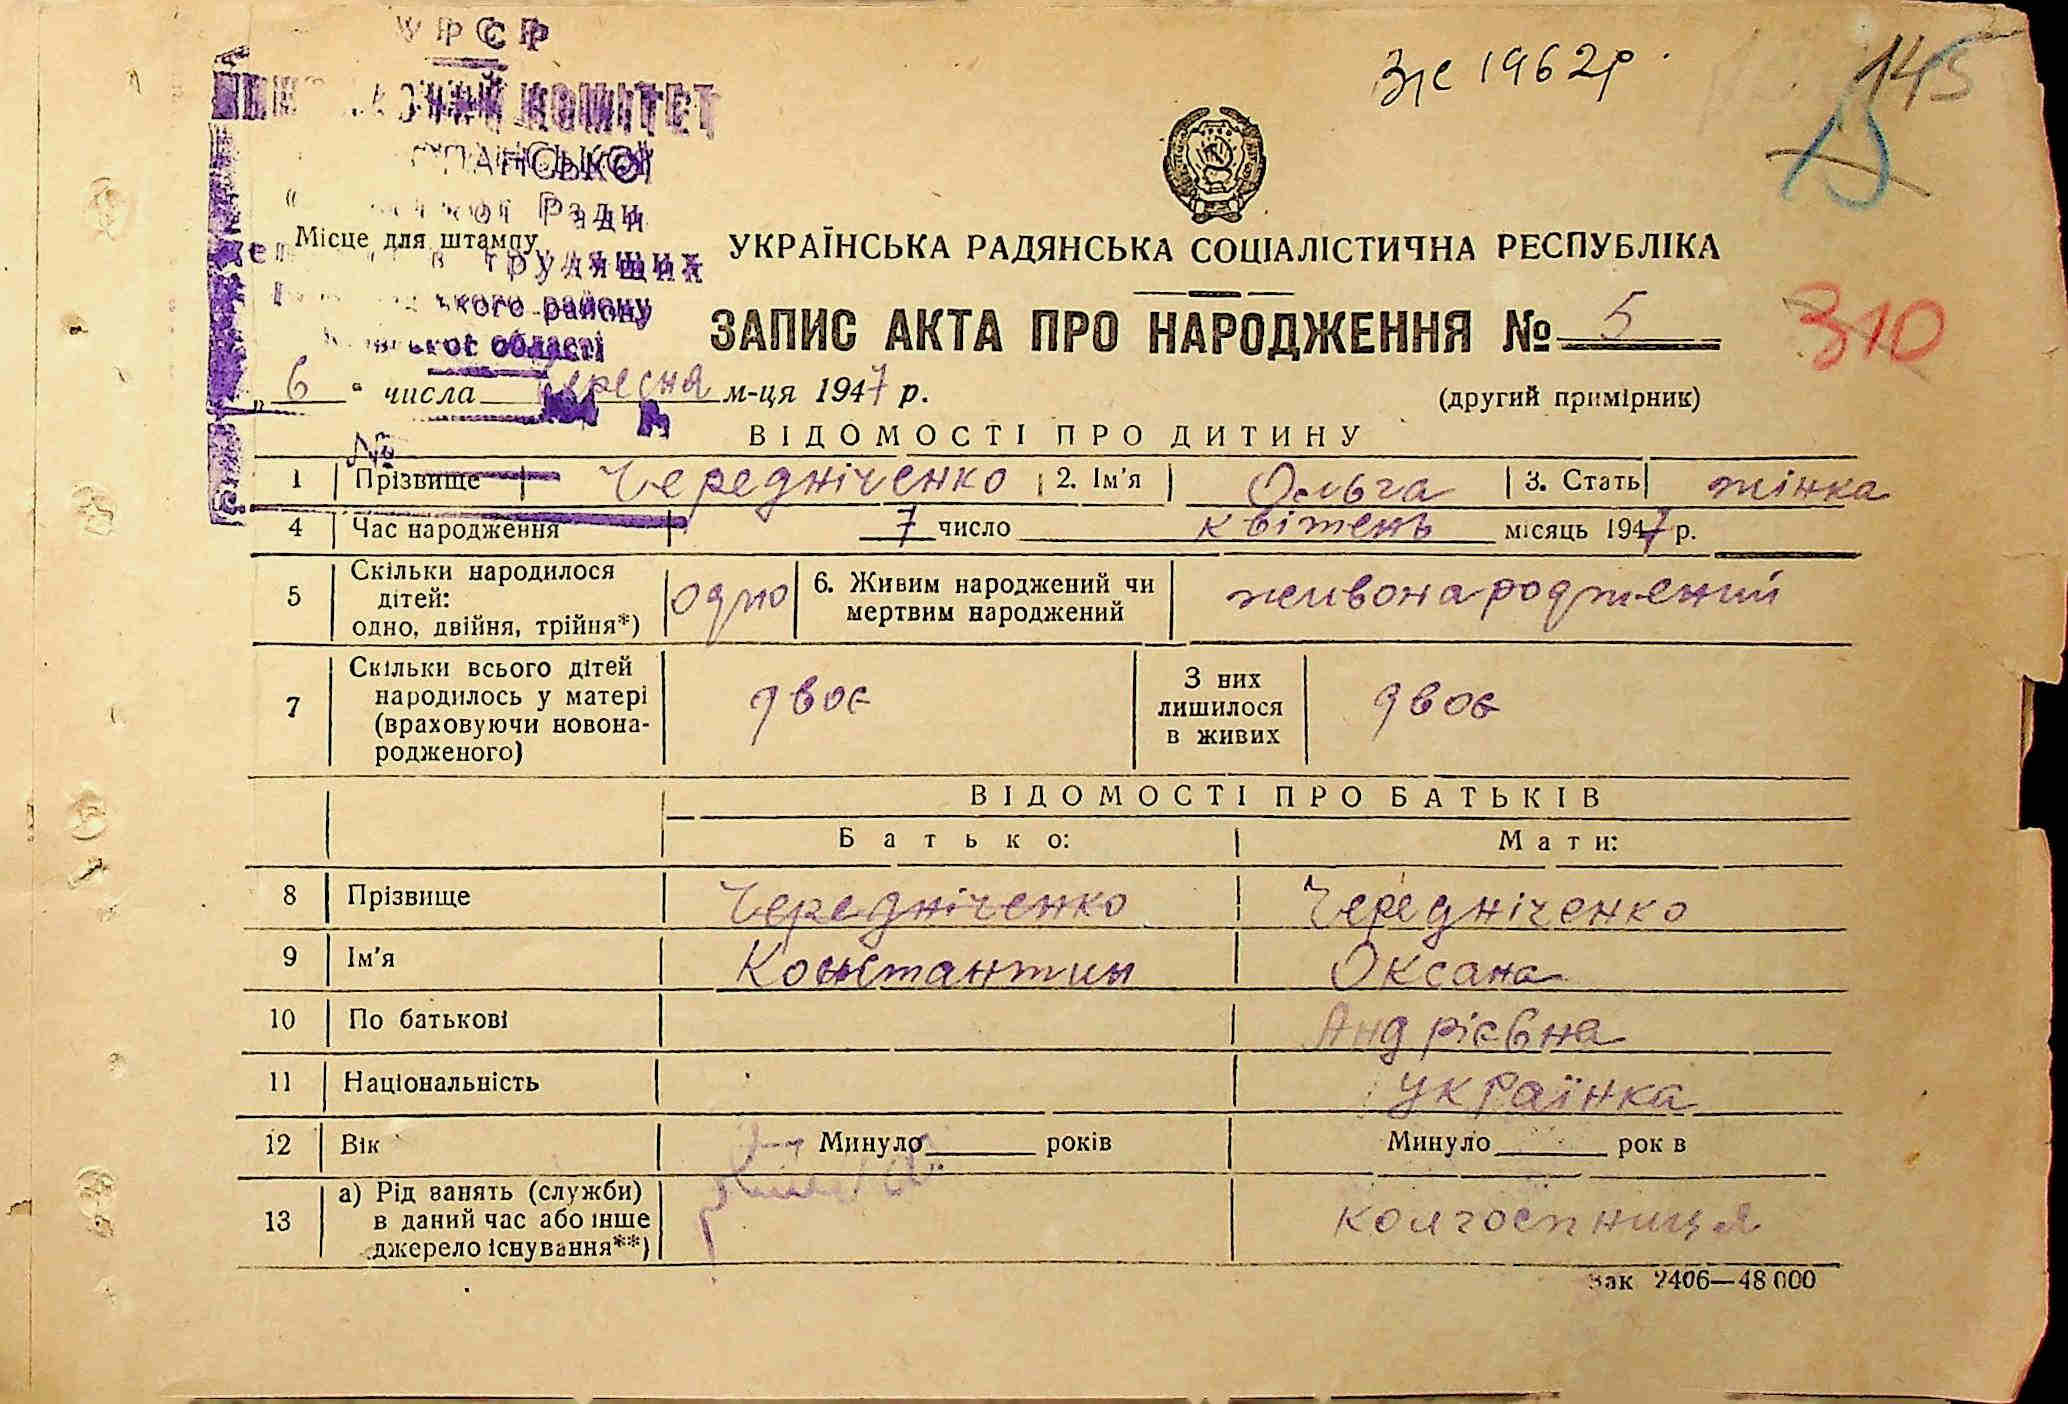 УРСР
КОМІТЕТ
Ради
Місце для штампу
трудящих
району
області
Зіс 1962р.
145
УКРАЇНСЬКА РАДЯНСЬКА СОЦІАЛІСТИЧНА РЕСПУБЛІКА
ЗАПИС АКТА ПРО НАРОДЖЕННЯ № 5
310
„ 6 “ числа вересня м-ця 1947 р.
(другий примірник)
№
ВІДОМОСТІ ПРО ДИТИНУ
1 Прізвище Чередніченко 2. Ім'я Ольга 3. Стать жінка
4 Час народження 7 число квітень місяць 1947 р.
5 Скільки народилося дітей: одно, двійня, трійня*) одно 6. Живим народжений чи мертвим народжений живонароджений
7 Скільки всього дітей народилось у матері (враховуючи новонародженого) двоє З них лишилося в живих двоє
ВІДОМОСТІ ПРО БАТЬКІВ
Батько: Мати:
8 Прізвище Чередніченко Чередніченко
9 Ім'я Константин Оксана
10 По батькові Андрієвна
11 Національність українка
12 Вік Минуло років Минуло рок в
13 а) Рід занять (служби) в даний час або інше джерело існування**) колгоспниця
Зак 2406—48 000